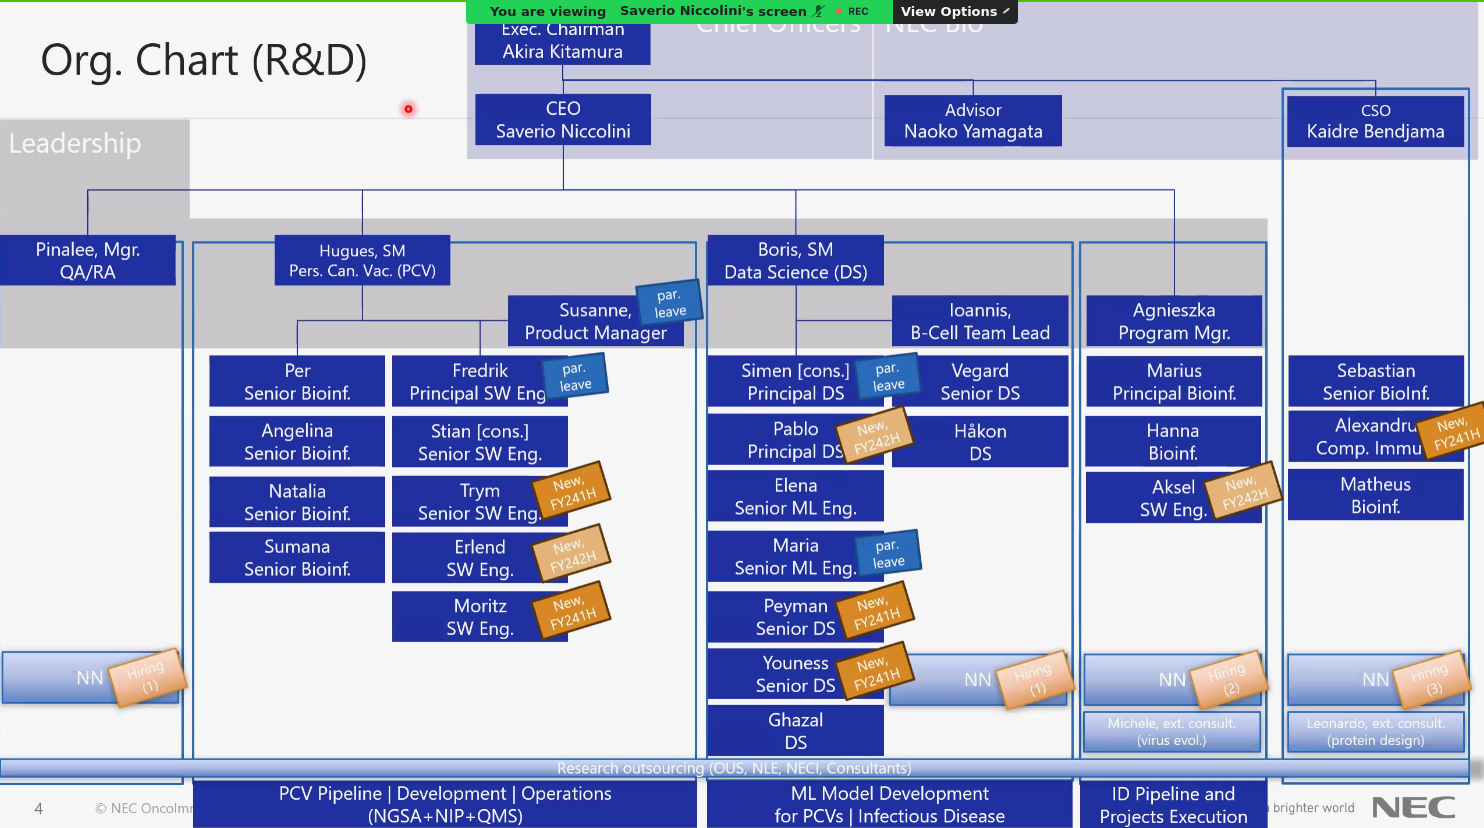 You are viewing Saverio Niccolini's screen REC View Options
Org. Chart (R&D)
Chief Officers
NEC Bio
Exec. Chairman
Akira Kitamura
CEO
Saverio Niccolini
Advisor
Naoko Yamagata
CSO
Kaidre Bendjama
Leadership
Pinalee, Mgr.
QA/RA
Hugues, SM
Pers. Can. Vac. (PCV)
Boris, SM
Data Science (DS)
Susanne,
Product Manager
par.
leave
Ioannis,
B-Cell Team Lead
Agnieszka
Program Mgr.
Per
Senior Bioinf.
Angelina
Senior Bioinf.
Natalia
Senior Bioinf.
Sumana
Senior Bioinf.
Fredrik
Principal SW Eng
par.
leave
Stian [cons.]
Senior SW Eng.
Trym
Senior SW Eng.
New,
FY241H
Erlend
SW Eng.
New,
FY242H
Moritz
SW Eng.
New,
FY241H
Simen [cons.]
Principal DS
par.
leave
Pablo
Principal DS
New,
FY242H
Elena
Senior ML Eng.
Maria
Senior ML Eng.
par.
leave
Peyman
Senior DS
New,
FY241H
Youness
Senior DS
New,
FY241H
Ghazal
DS
Vegard
Senior DS
Håkon
DS
Marius
Principal Bioinf.
Hanna
Bioinf.
Aksel
SW Eng.
New,
FY242H
Sebastian
Senior BioInf.
Alexandru
Comp. Immu
New,
FY241H
Matheus
Bioinf.
NN
Hiring
(1)
NN
Hiring
(1)
NN
Hiring
(2)
NN
Hiring
(3)
Michele, ext. consult.
(virus evol.)
Leonardo, ext. consult.
(protein design)
Research outsourcing (OUS, NLE, NECI, Consultants)
PCV Pipeline | Development | Operations
(NGSA+NIP+QMS)
ML Model Development
for PCVs | Infectious Disease
ID Pipeline and
Projects Execution
4
© NEC OncoImm
brighter world
NEC